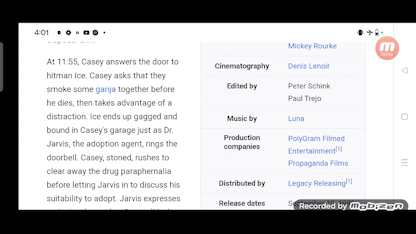 4:01
At 11:55, Casey answers the door to
hitman Ice. Casey asks that they
smoke some ganja together before
he dies, then takes advantage of a
distraction. Ice ends up gagged and
bound in Casey's garage just as Dr.
Jarvis, the adoption agent, rings the
doorbell. Casey, stoned, rushes to
clear away the drug paraphernalia
before letting Jarvis in to discuss his
suitability to adopt. Jarvis expresses
Mickey Rourke
Cinematography Denis Lenoir
Edited by Peter Schink
Paul Trejo
Music by Luna
Production PolyGram Filmed
companies Entertainment[1]
Propaganda Films
Distributed by Legacy Releasing[1]
Release dates
Recorded by Mobizen